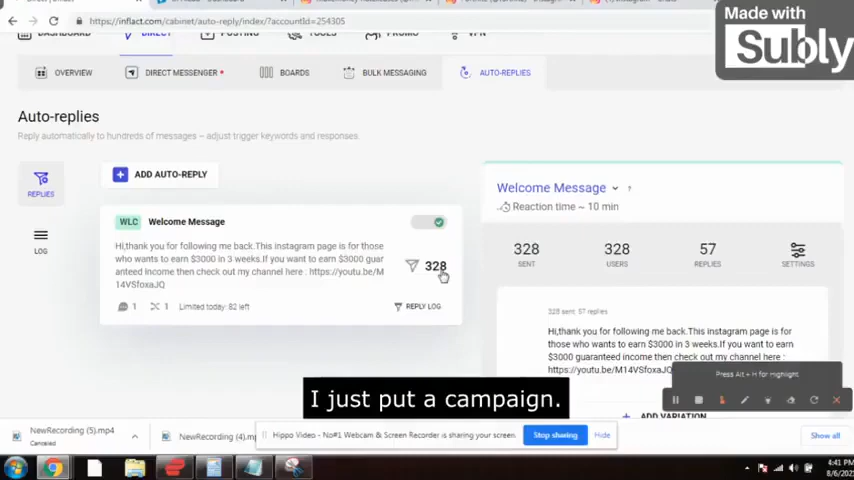 Made with
Subly
https://inflact.com/cabinet/auto-reply/index/?accountId=254305
DIRECT
POSTING
TOOLS
PROMO
VPN
OVERVIEW
DIRECT MESSENGER
BOARDS
BULK MESSAGING
AUTO-REPLIES
Auto-replies
Reply automatically to hundreds of messages – adjust trigger keywords and responses.
REPLIES
LOG
ADD AUTO-REPLY
WLC Welcome Message
Hi,thank you for following me back.This instagram page is for those
who wants to earn $3000 in 3 weeks.If you want to earn $3000 guar
anteed Income then check out my channel here : https://youtu.be/M
14VSfoxaJQ
328
1 1 Limited today: 82 left
REPLY LOG
Welcome Message
Reaction time ~ 10 min
328 328 57
SENT USERS REPLIES SETTINGS
328 sent: 57 replies
Hi,thank you for following me back.This instagram page is for
those who wants to earn $3000 in 3 weeks.If you want to earn
$3000 guaranteed income then check out my channel here :
https://youtu.be/M14VSfoxaJQ
Press Alt + H for Highlight
ADD VARIATION
I just put a campaign.
NewRecording (5).mp4
Canceled
NewRecording (4).m
Hippo Video - No#1 Webcam & Screen Recorder is sharing your screen.
Stop sharing
Hide
Show all
4:41 PM